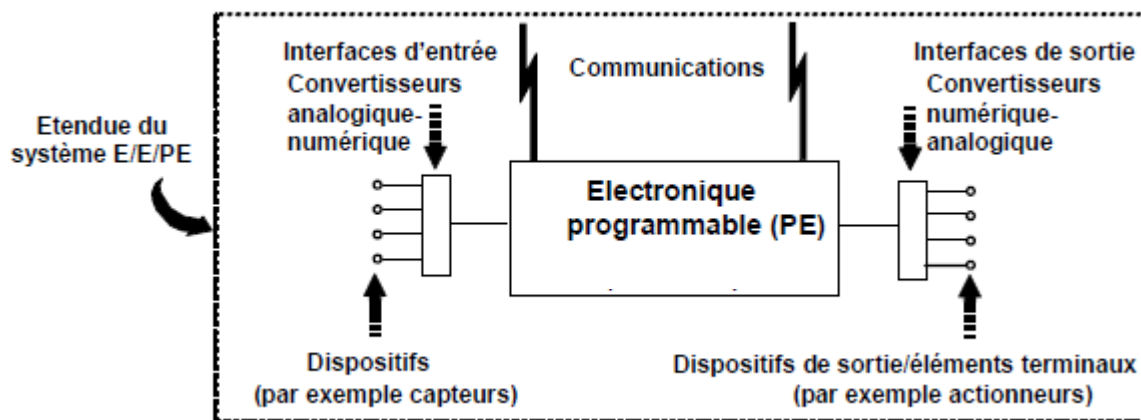 Etendue du
système E/E/PE
Interfaces d'entrée
Convertisseurs
analogique-
numérique
Communications
Interfaces de sortie
Convertisseurs
numérique-
analogique
Electronique
programmable (PE)
Dispositifs
(par exemple capteurs)
Dispositifs de sortie/éléments terminaux
(par exemple actionneurs)